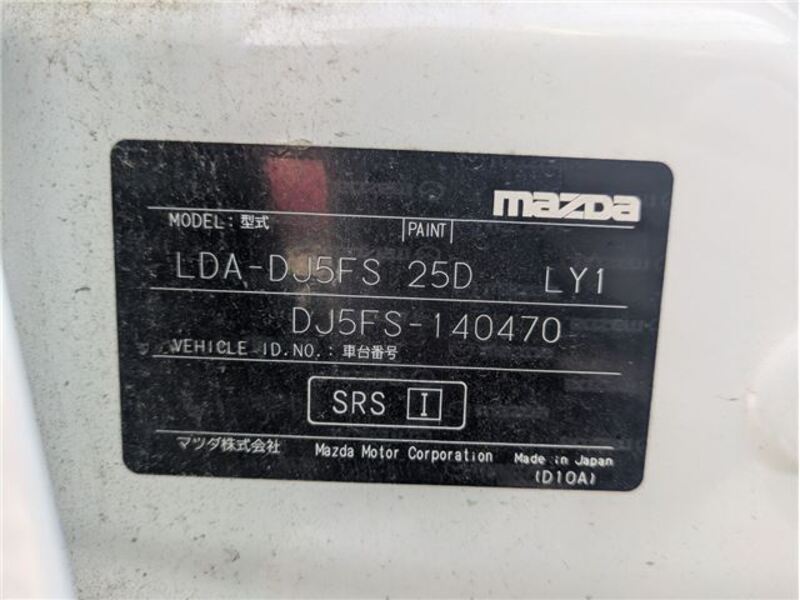 mazda
MODEL：型式 PAINT
LDA-DJ5FS 25D LY1
DJ5FS-140470
VEHICLE ID.NO.：車台番号
SRS I
マツダ株式会社 Mazda Motor Corporation Made in Japan
(D10A)